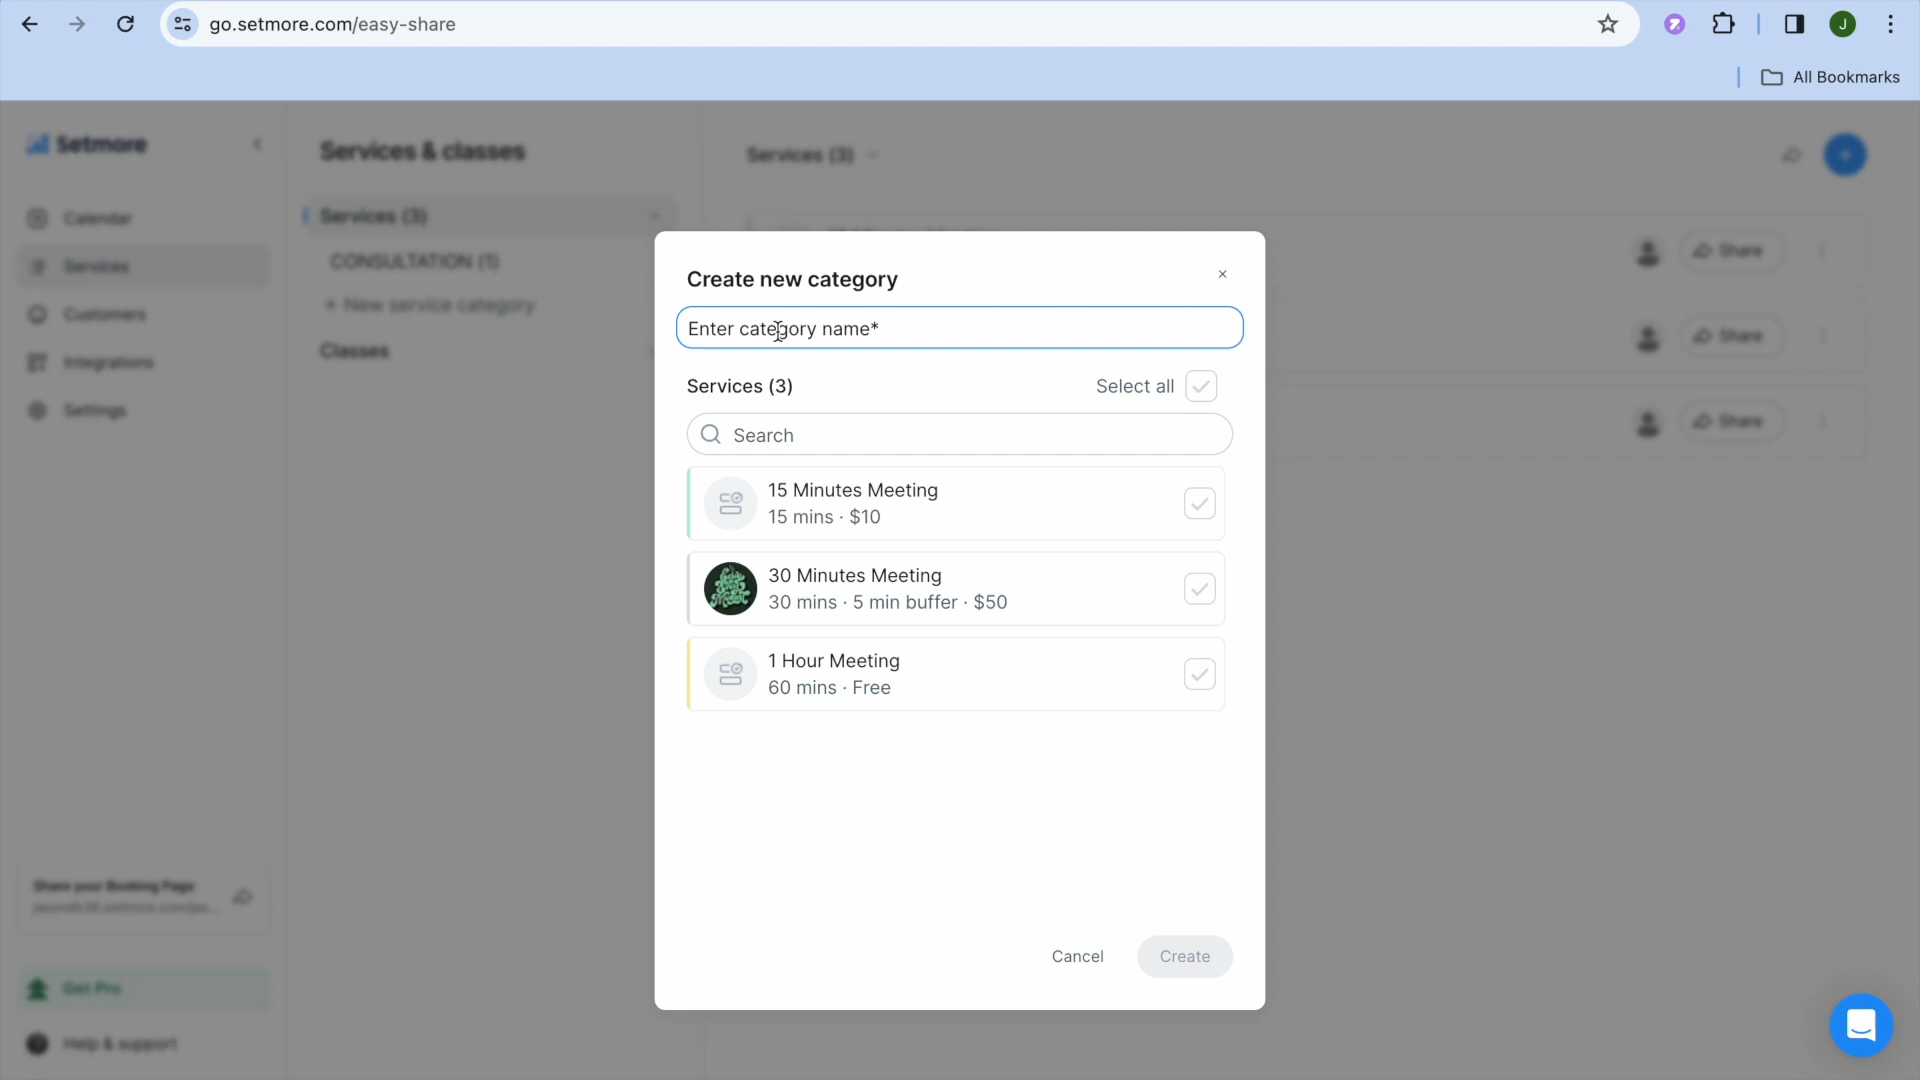 go.setmore.com/easy-share
J
All Bookmarks
Setmore
Services & classes
Services (3)
Calendar
Services (3)
Share
Services
CONSULTATION (1)
Customers
+ New service category
Share
Integrations
Classes
Settings
Share
Create new category
Enter category name*
Services (3)
Select all
Search
15 Minutes Meeting
15 mins · $10
30 Minutes Meeting
30 mins · 5 min buffer · $50
1 Hour Meeting
60 mins · Free
Share your Booking Page
Get Pro
Help & support
Cancel
Create